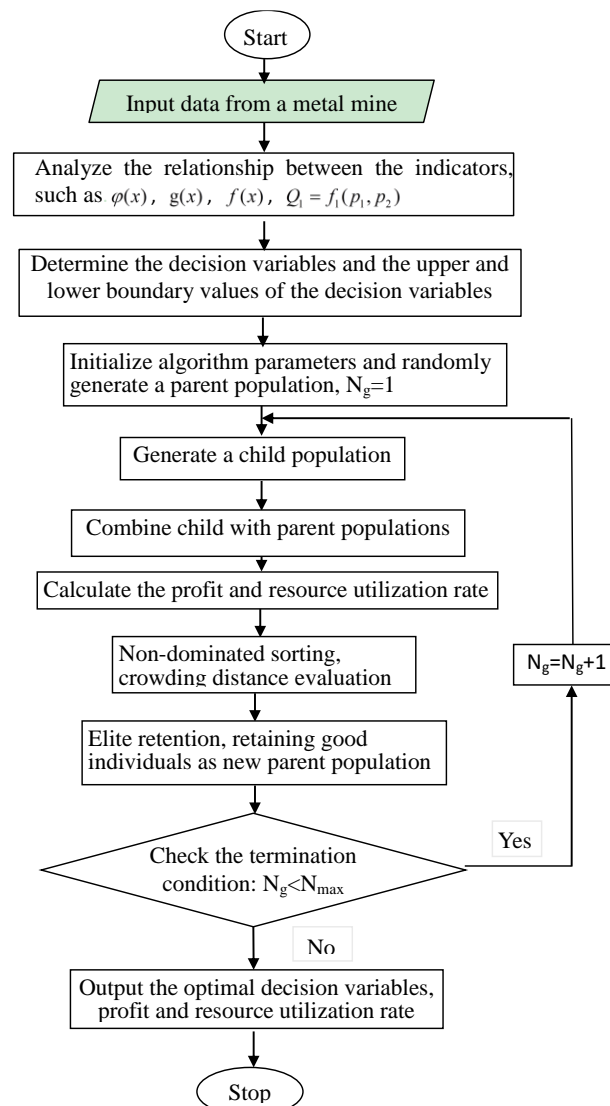 Start
Input data from a metal mine
Analyze the relationship between the indicators,
such as φ(x), g(x), f(x), Q₁ = f₁(p₁, p₂)
Determine the decision variables and the upper and
lower boundary values of the decision variables
Initialize algorithm parameters and randomly
generate a parent population, N_g=1
Generate a child population
Combine child with parent populations
Calculate the profit and resource utilization rate
Non-dominated sorting,
crowding distance evaluation
N_g=N_g+1
Elite retention, retaining good
individuals as new parent population
Yes
Check the termination
condition: N_g<N_max
No
Output the optimal decision variables,
profit and resource utilization rate
Stop